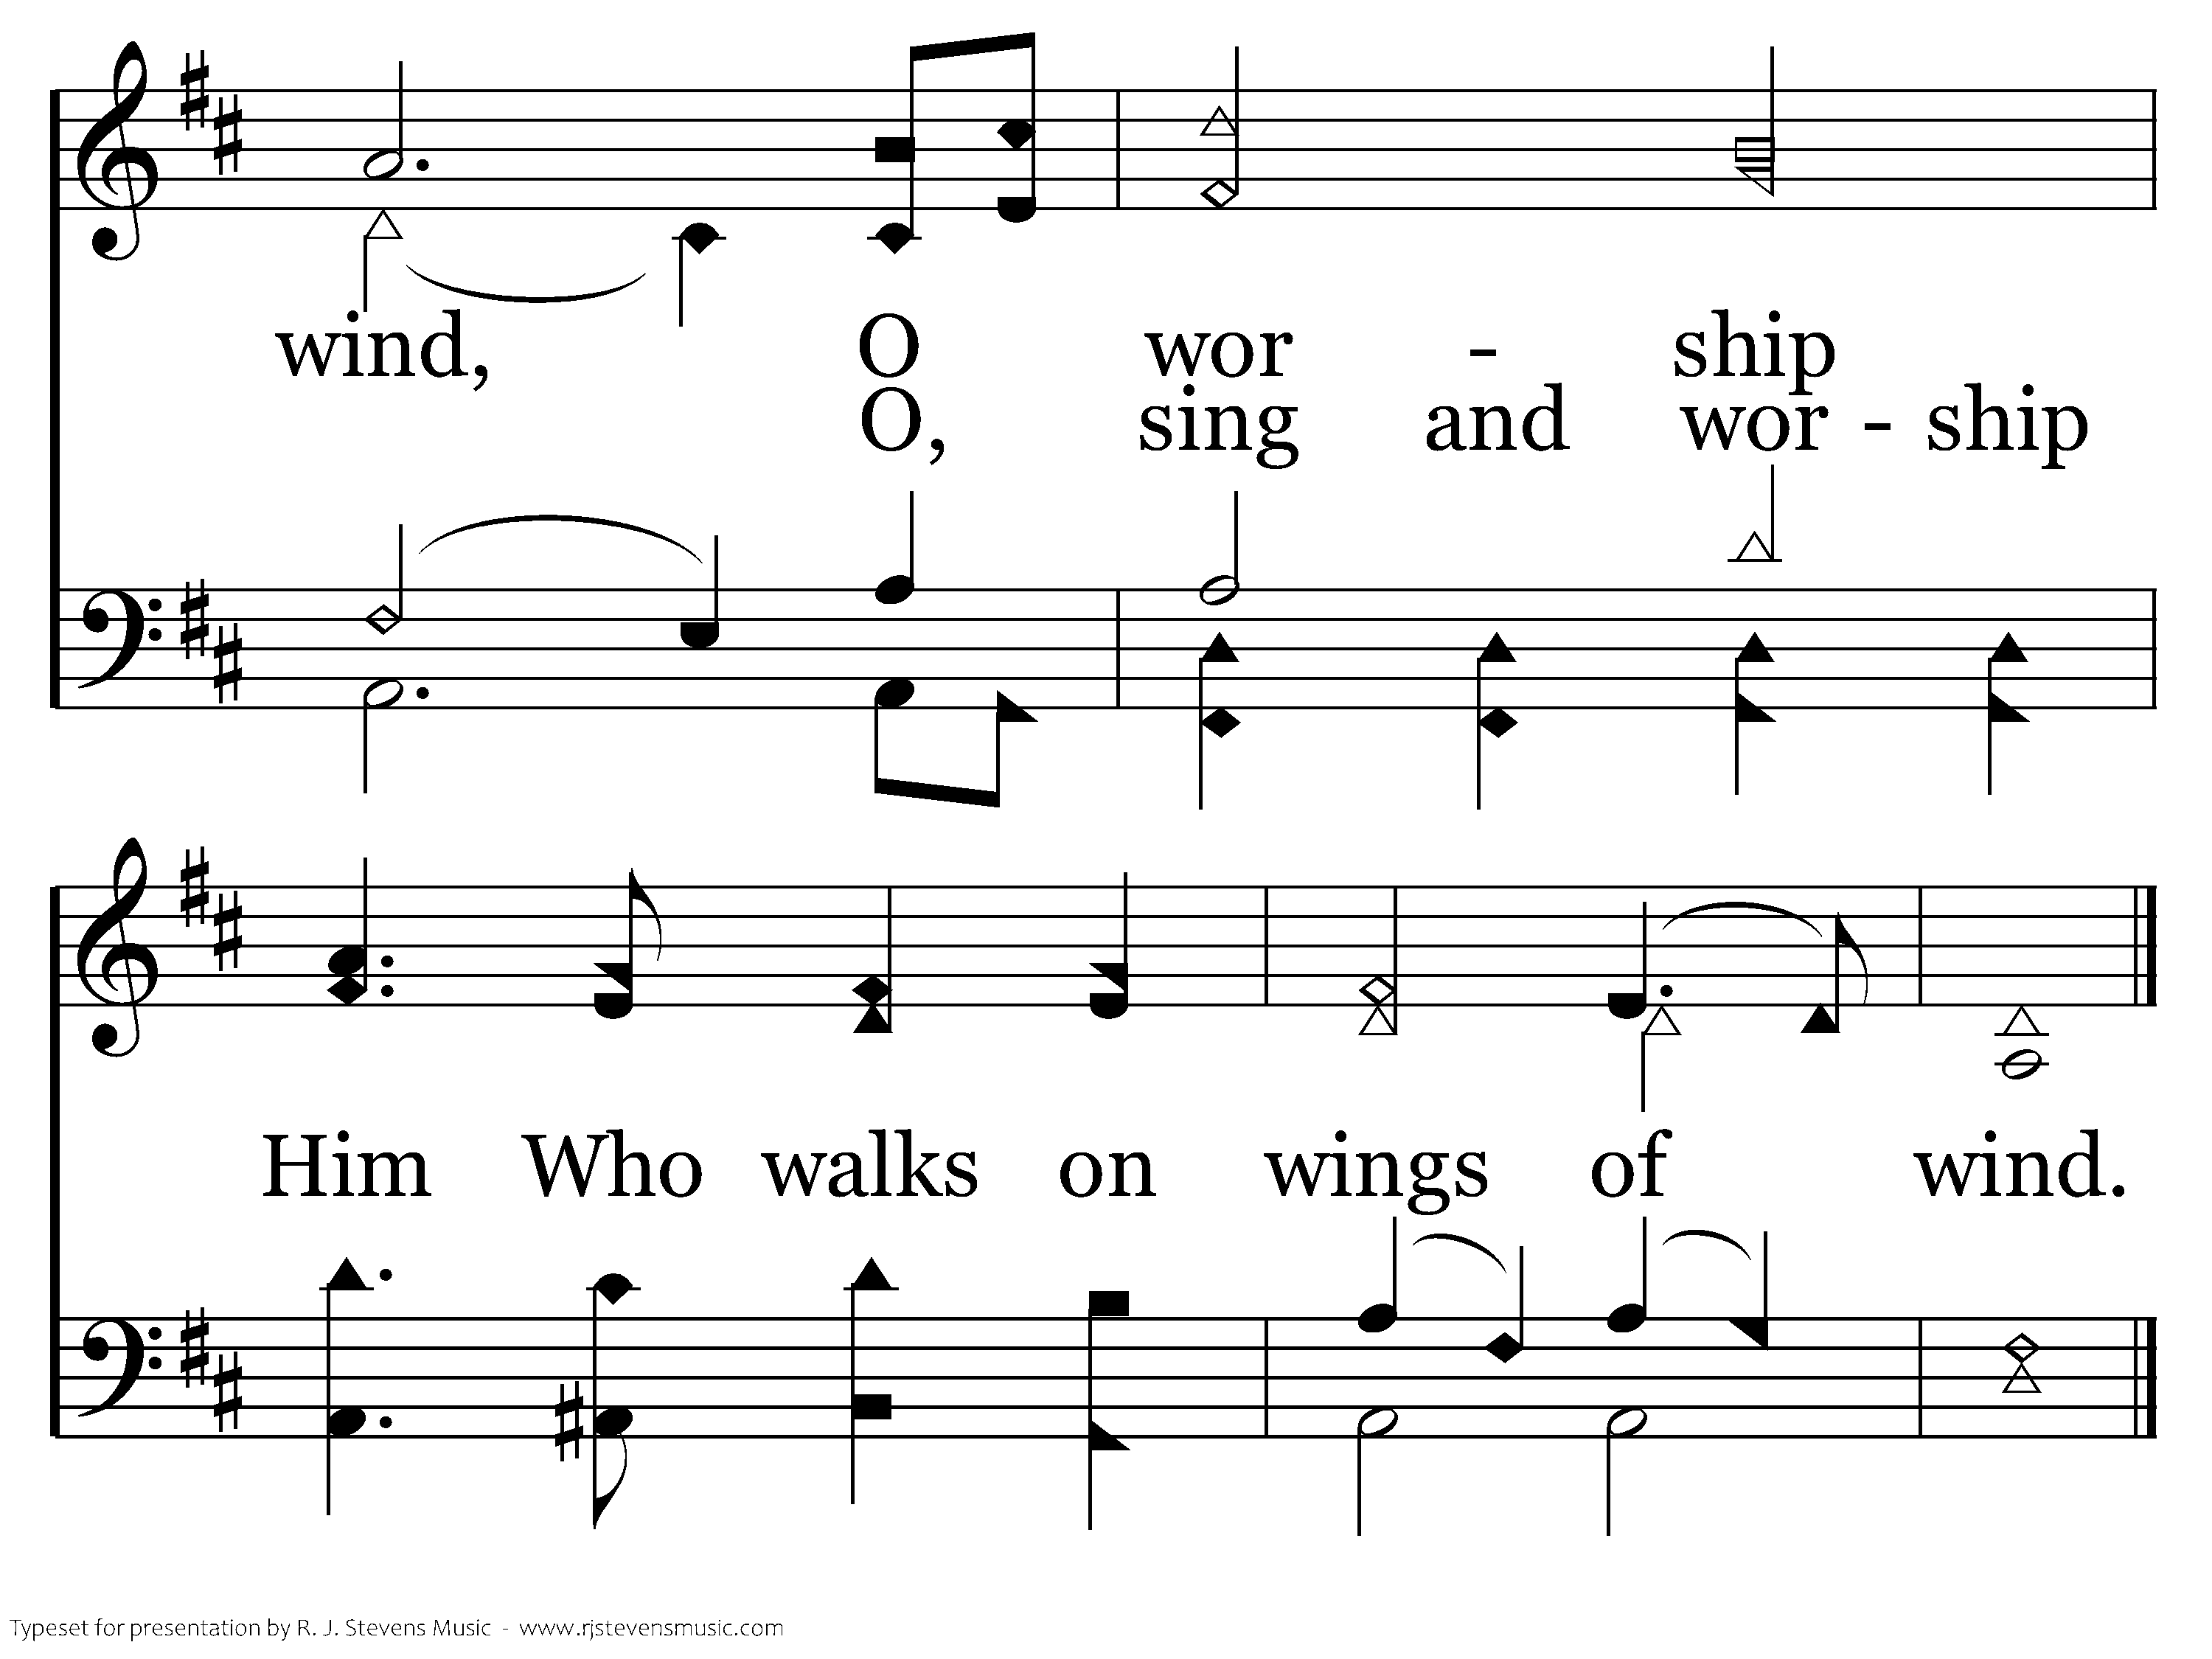 wind, O wor - ship
O, sing and wor - ship
Him Who walks on wings of wind.
Typeset for presentation by R. J. Stevens Music - www.rjstevensmusic.com